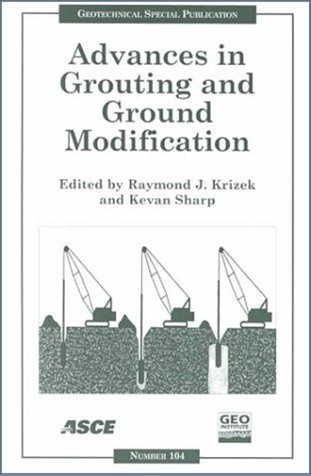 GEOTECHNICAL SPECIAL PUBLICATION
Advances in
Grouting and
Ground
Modification
Edited by Raymond J. Krizek
and Kevan Sharp
ASCE
GEO
INSTITUTE
NUMBER 104